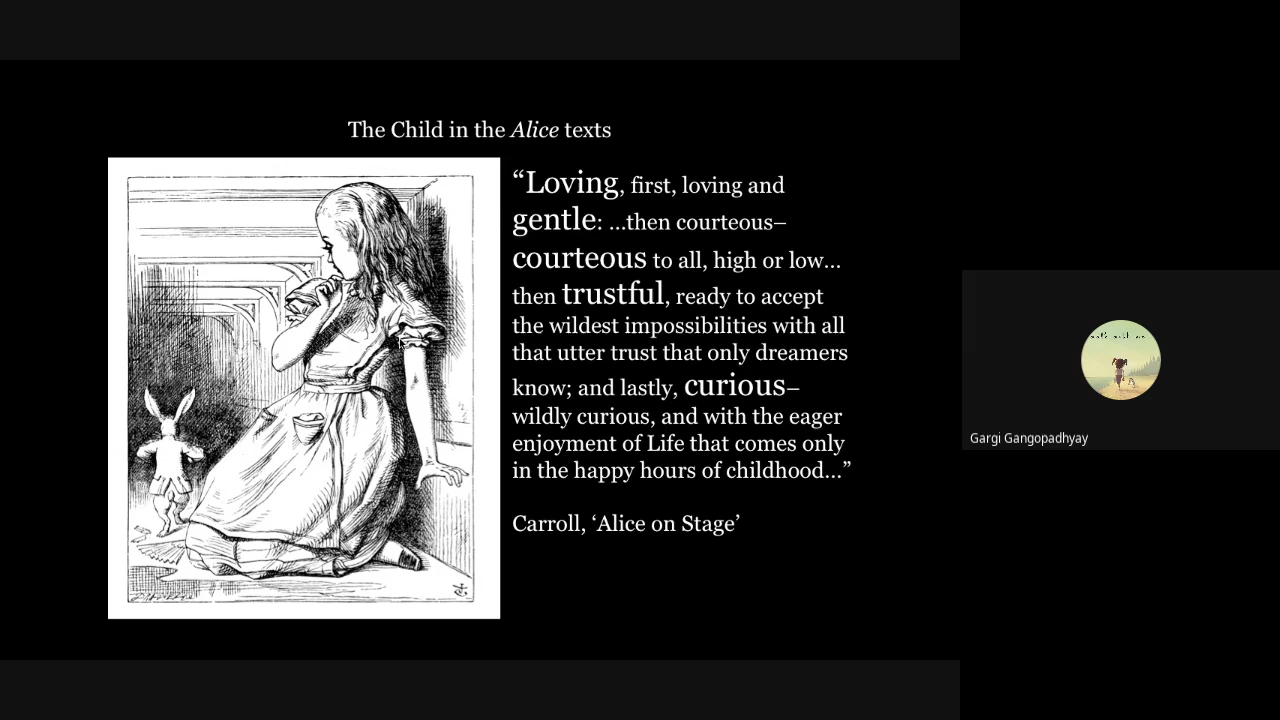 The Child in the Alice texts
“Loving, first, loving and
gentle: ...then courteous–
courteous to all, high or low...
then trustful, ready to accept
the wildest impossibilities with all
that utter trust that only dreamers
know; and lastly, curious–
wildly curious, and with the eager
enjoyment of Life that comes only
in the happy hours of childhood...”
Carroll, ‘Alice on Stage’
Gargi Gangopadhyay